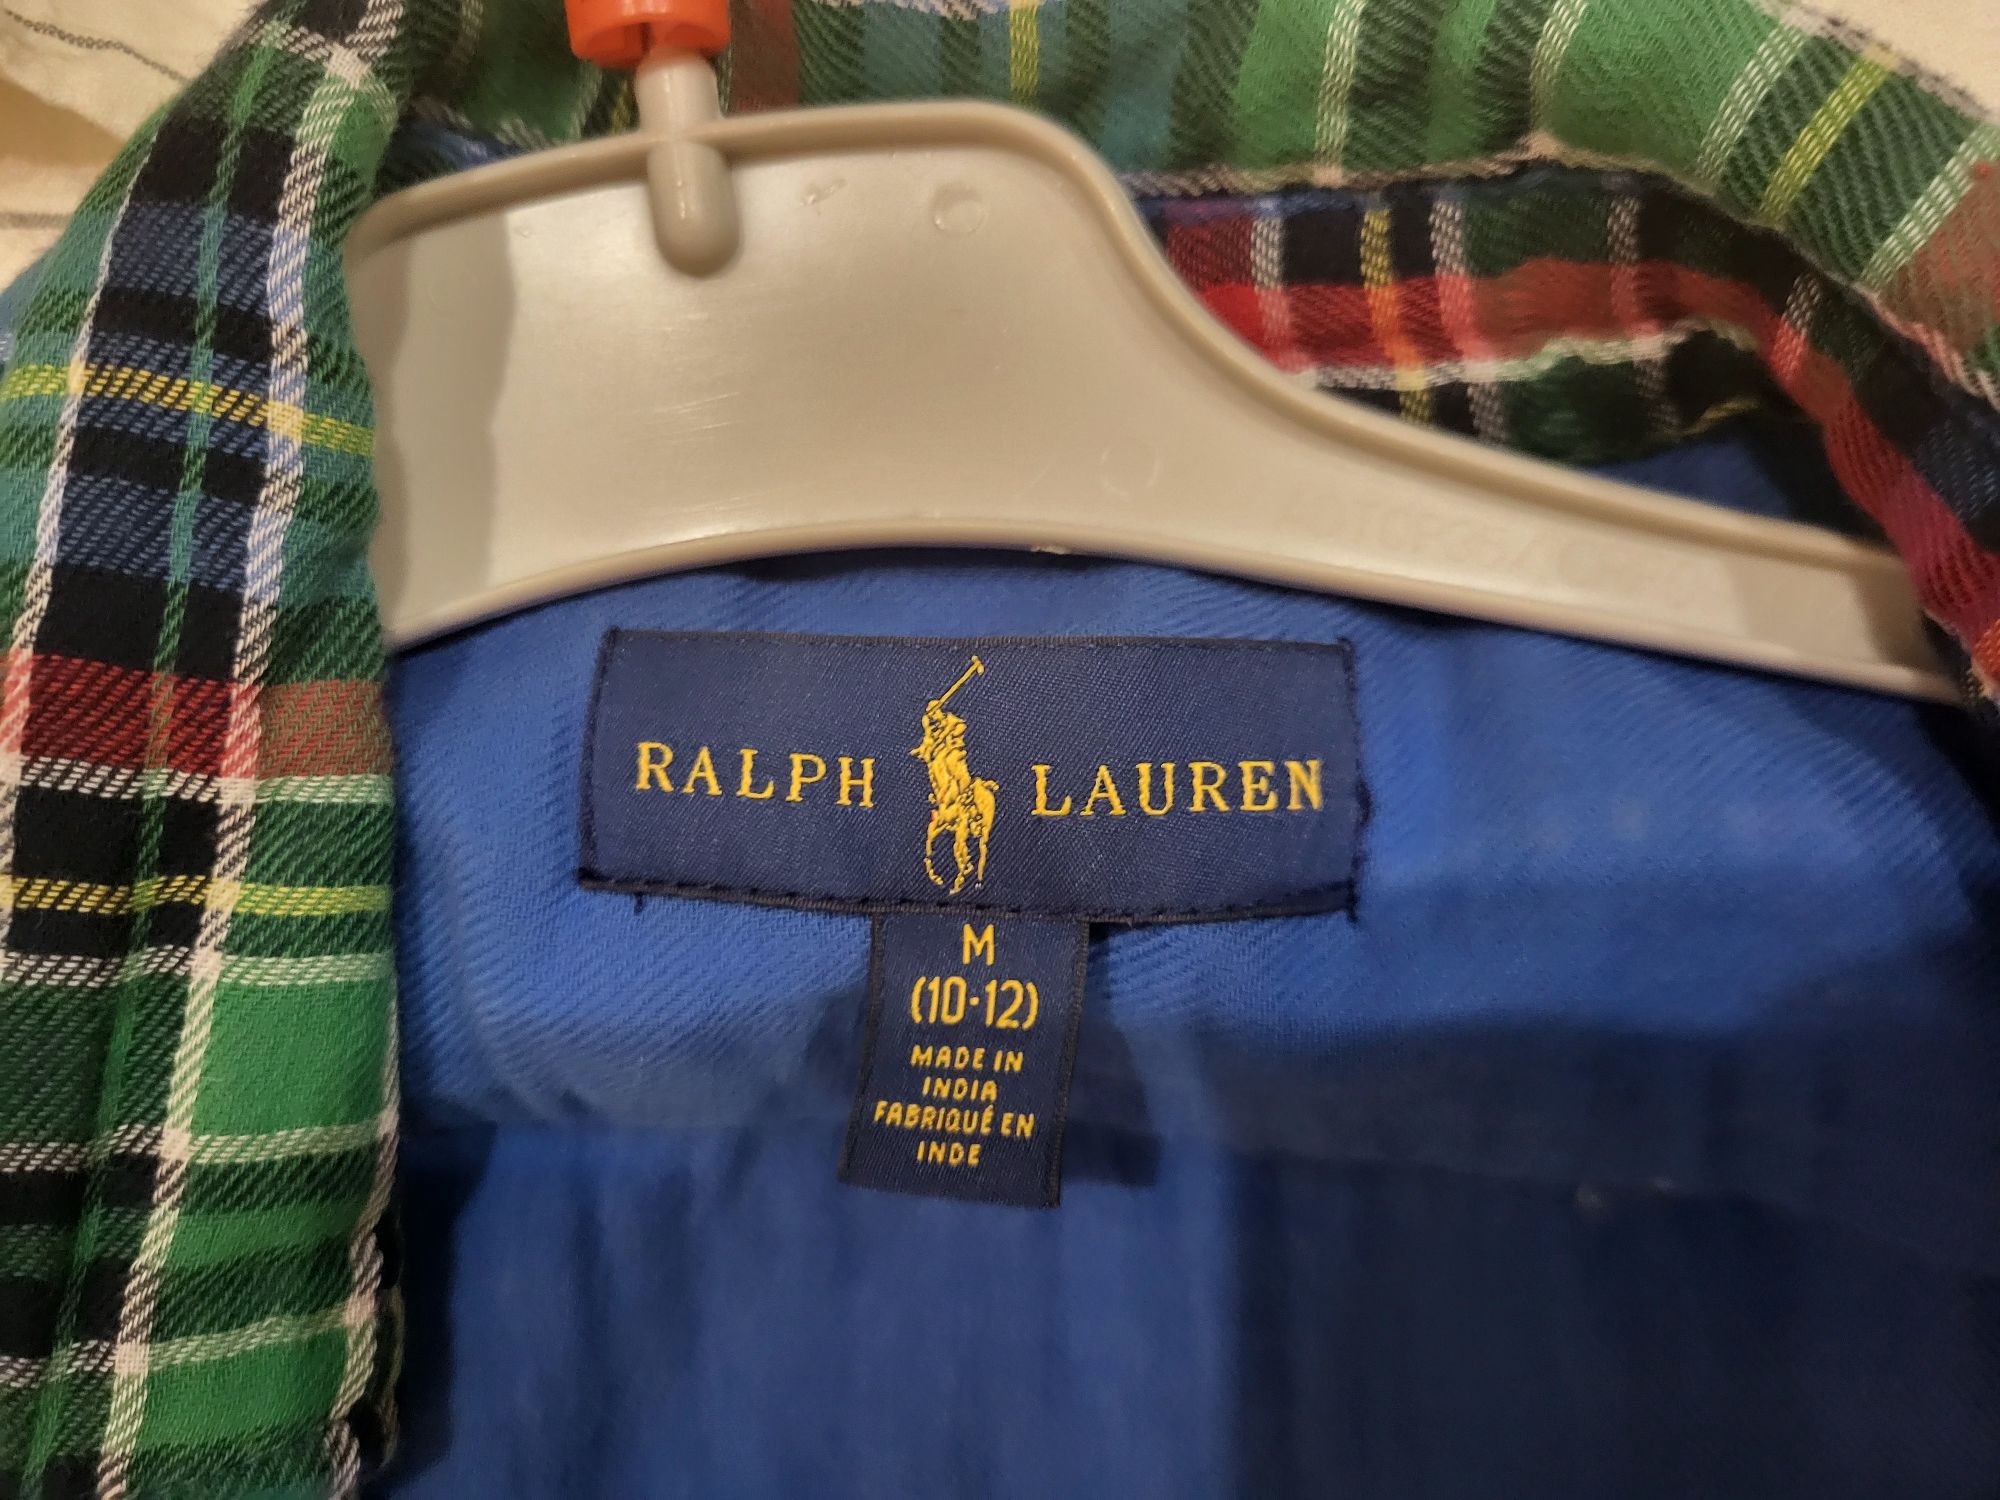 RALPH LAUREN
M
(10-12)
MADE IN
INDIA
FABRIQUÉ EN
INDE